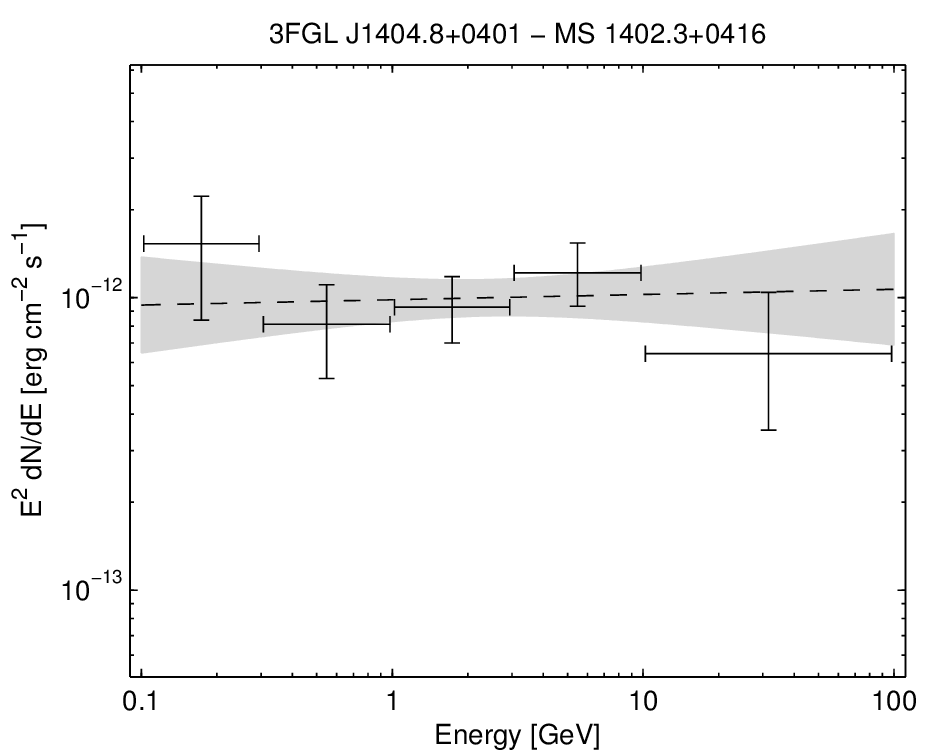 3FGL J1404.8+0401 − MS 1402.3+0416
E² dN/dE [erg cm⁻² s⁻¹]
10⁻¹²
10⁻¹³
0.1 1 10 100
Energy [GeV]